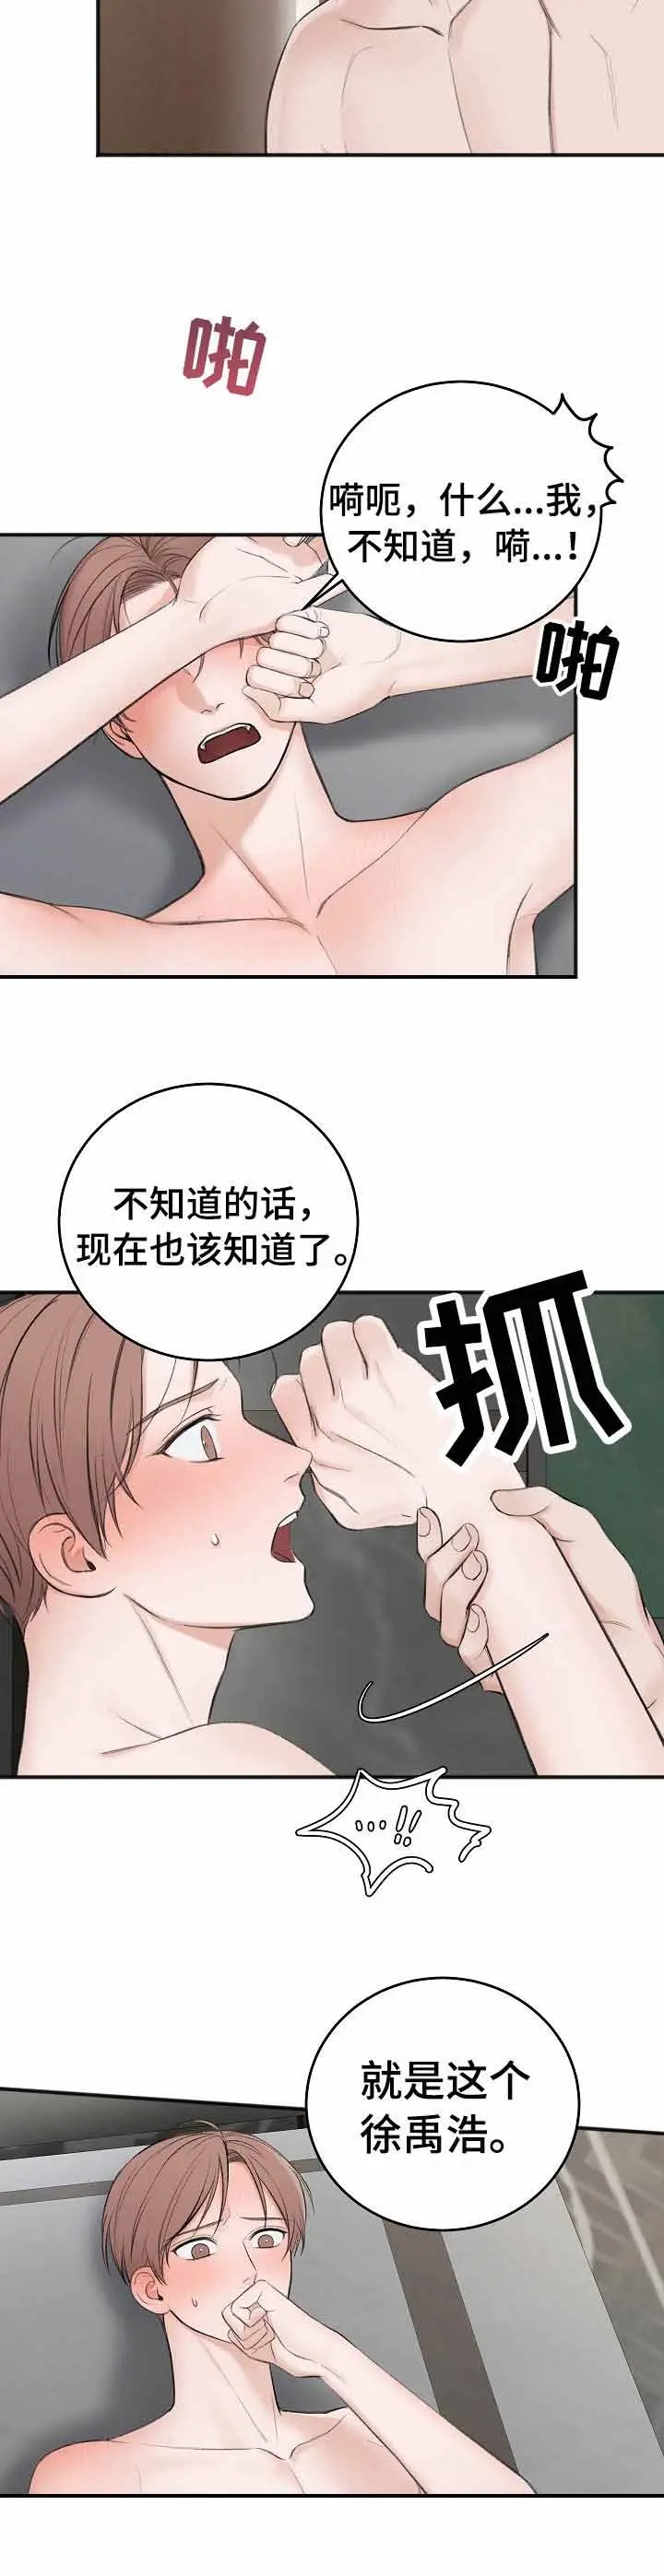 啪
嗬呃，什么…我，
不知道，嗬…！
啪
不知道的话，
现在也该知道了。
抓
…!!
就是这个
徐禹浩。